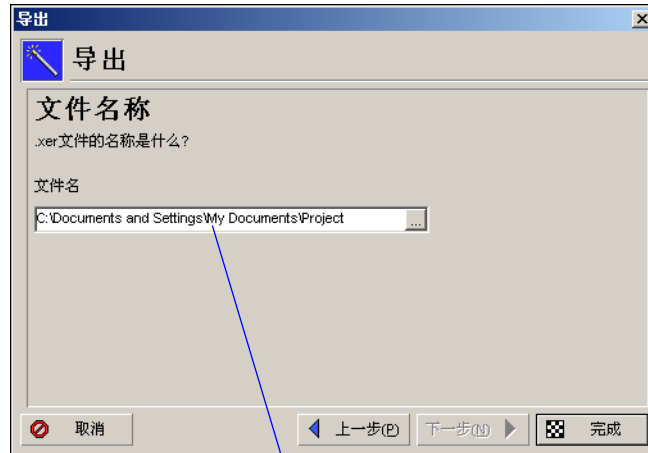 导出
导出
文件名称
.xer文件的名称是什么?
文件名
C:\Documents and Settings\My Documents\Project
...
取消
上一步(P)
下一步(N)
完成